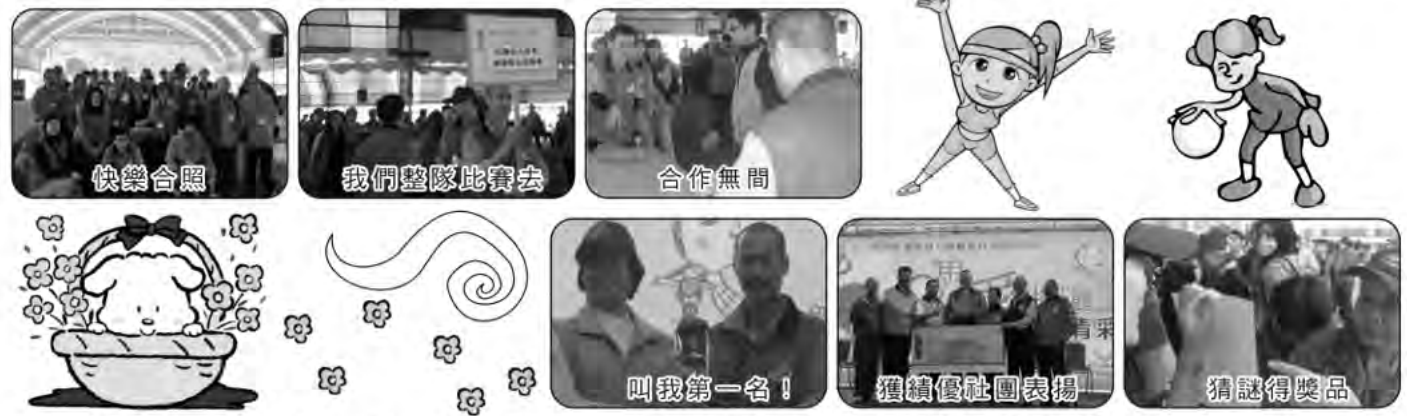 快樂合照
我們整隊比賽去
合作無間
叫我第一名！
獲績優社團表揚
猜謎得獎品